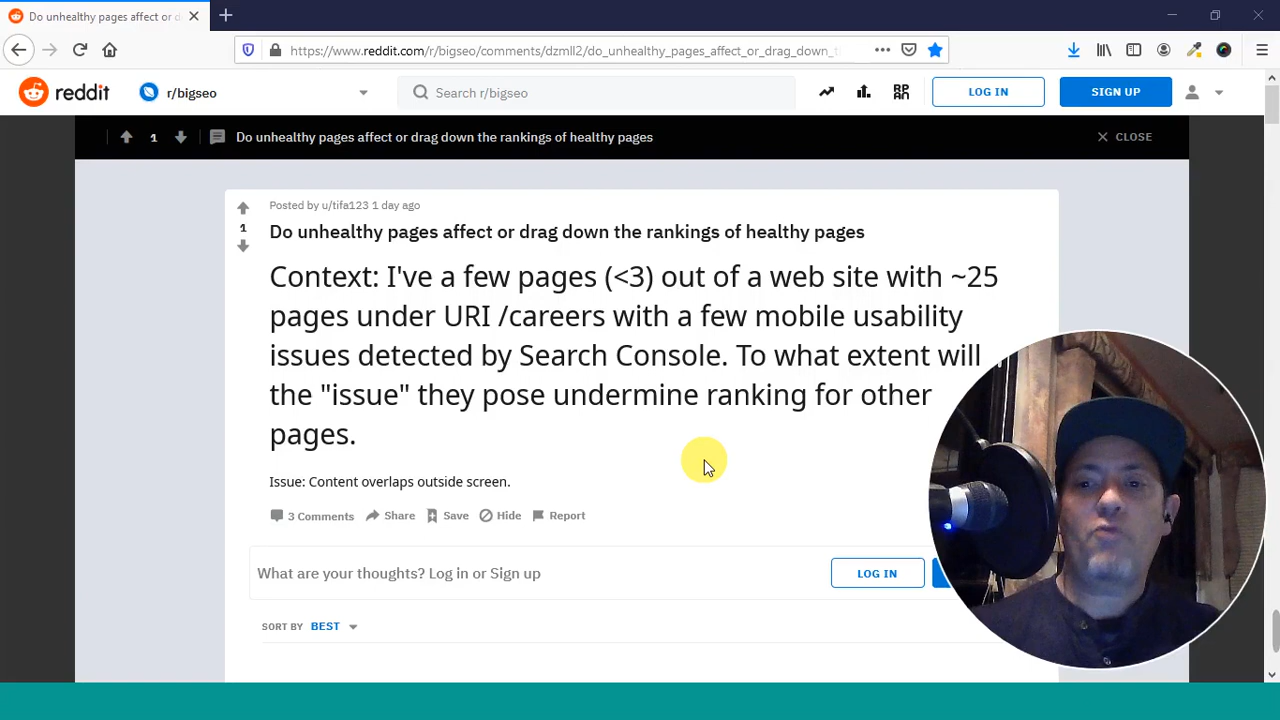 Do unhealthy pages affect or d
https://www.reddit.com/r/bigseo/comments/dzmll2/do_unhealthy_pages_affect_or_drag_down_t
reddit
r/bigseo
Search r/bigseo
LOG IN
SIGN UP
1
Do unhealthy pages affect or drag down the rankings of healthy pages
CLOSE
Posted by u/tifa123 1 day ago
1
Do unhealthy pages affect or drag down the rankings of healthy pages
Context: I've a few pages (<3) out of a web site with ~25
pages under URI /careers with a few mobile usability
issues detected by Search Console. To what extent will
the "issue" they pose undermine ranking for other
pages.
Issue: Content overlaps outside screen.
3 Comments Share Save Hide Report
What are your thoughts? Log in or Sign up
LOG IN
SORT BY BEST